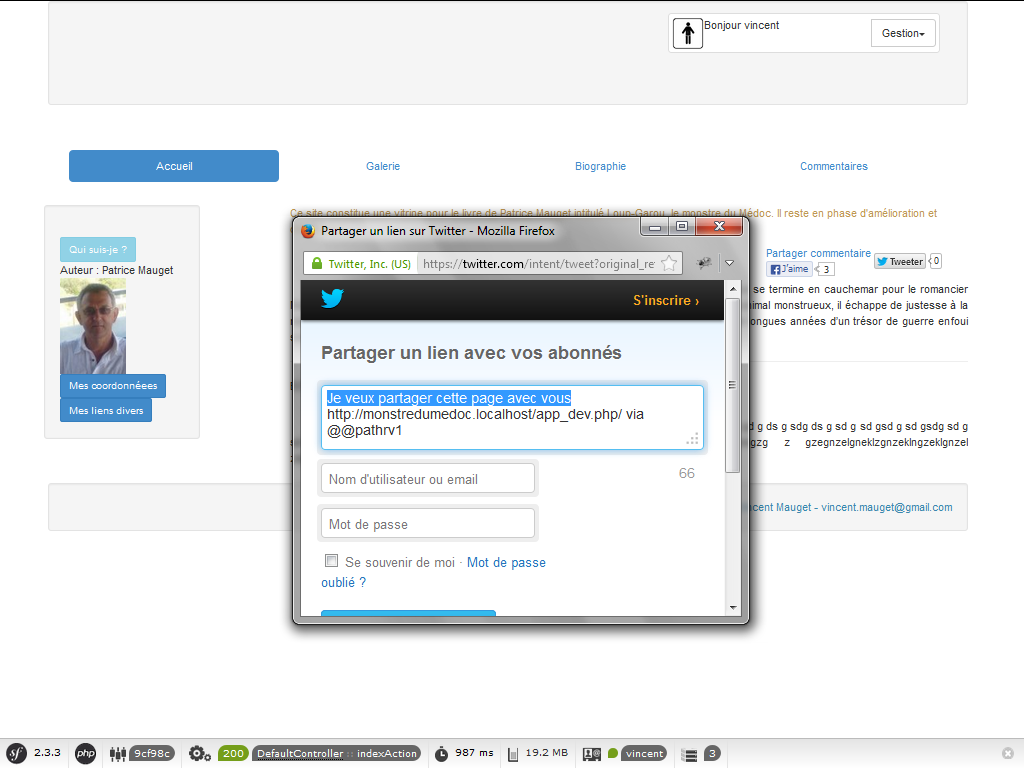 Bonjour vincent
Gestion
Accueil
Galerie
Biographie
Commentaires
Ce site constitue une vitrine pour le livre de Patrice Mauget intitulé Loup-Garou, le monstre du Médoc. Il reste en phase d'amélioration et
Qui suis-je ?
Auteur : Patrice Mauget
Mes coordonnéees
Mes liens divers
Partager commentaire
J'aime
3
Tweeter
0
se termine en cauchemar pour le romancier
imal monstrueux, il échappe de justesse à la
ongues années d'un trésor de guerre enfoui
d g ds g sdg ds g sd g sd gsd g sd gsdg sd g
gzg z gzegnzelgneklzgnzeklngzeklgnzel
cent Mauget - vincent.mauget@gmail.com
Partager un lien sur Twitter - Mozilla Firefox
Twitter, Inc. (US)
https://twitter.com/intent/tweet?original_re
S'inscrire ›
Partager un lien avec vos abonnés
Je veux partager cette page avec vous
http://monstredumedoc.localhost/app_dev.php/ via
@@pathrv1
66
Nom d'utilisateur ou email
Mot de passe
Se souvenir de moi · Mot de passe
oublié ?
sf 2.3.3 php 9cf98c 200 DefaultController :: indexAction 987 ms 19.2 MB vincent 3